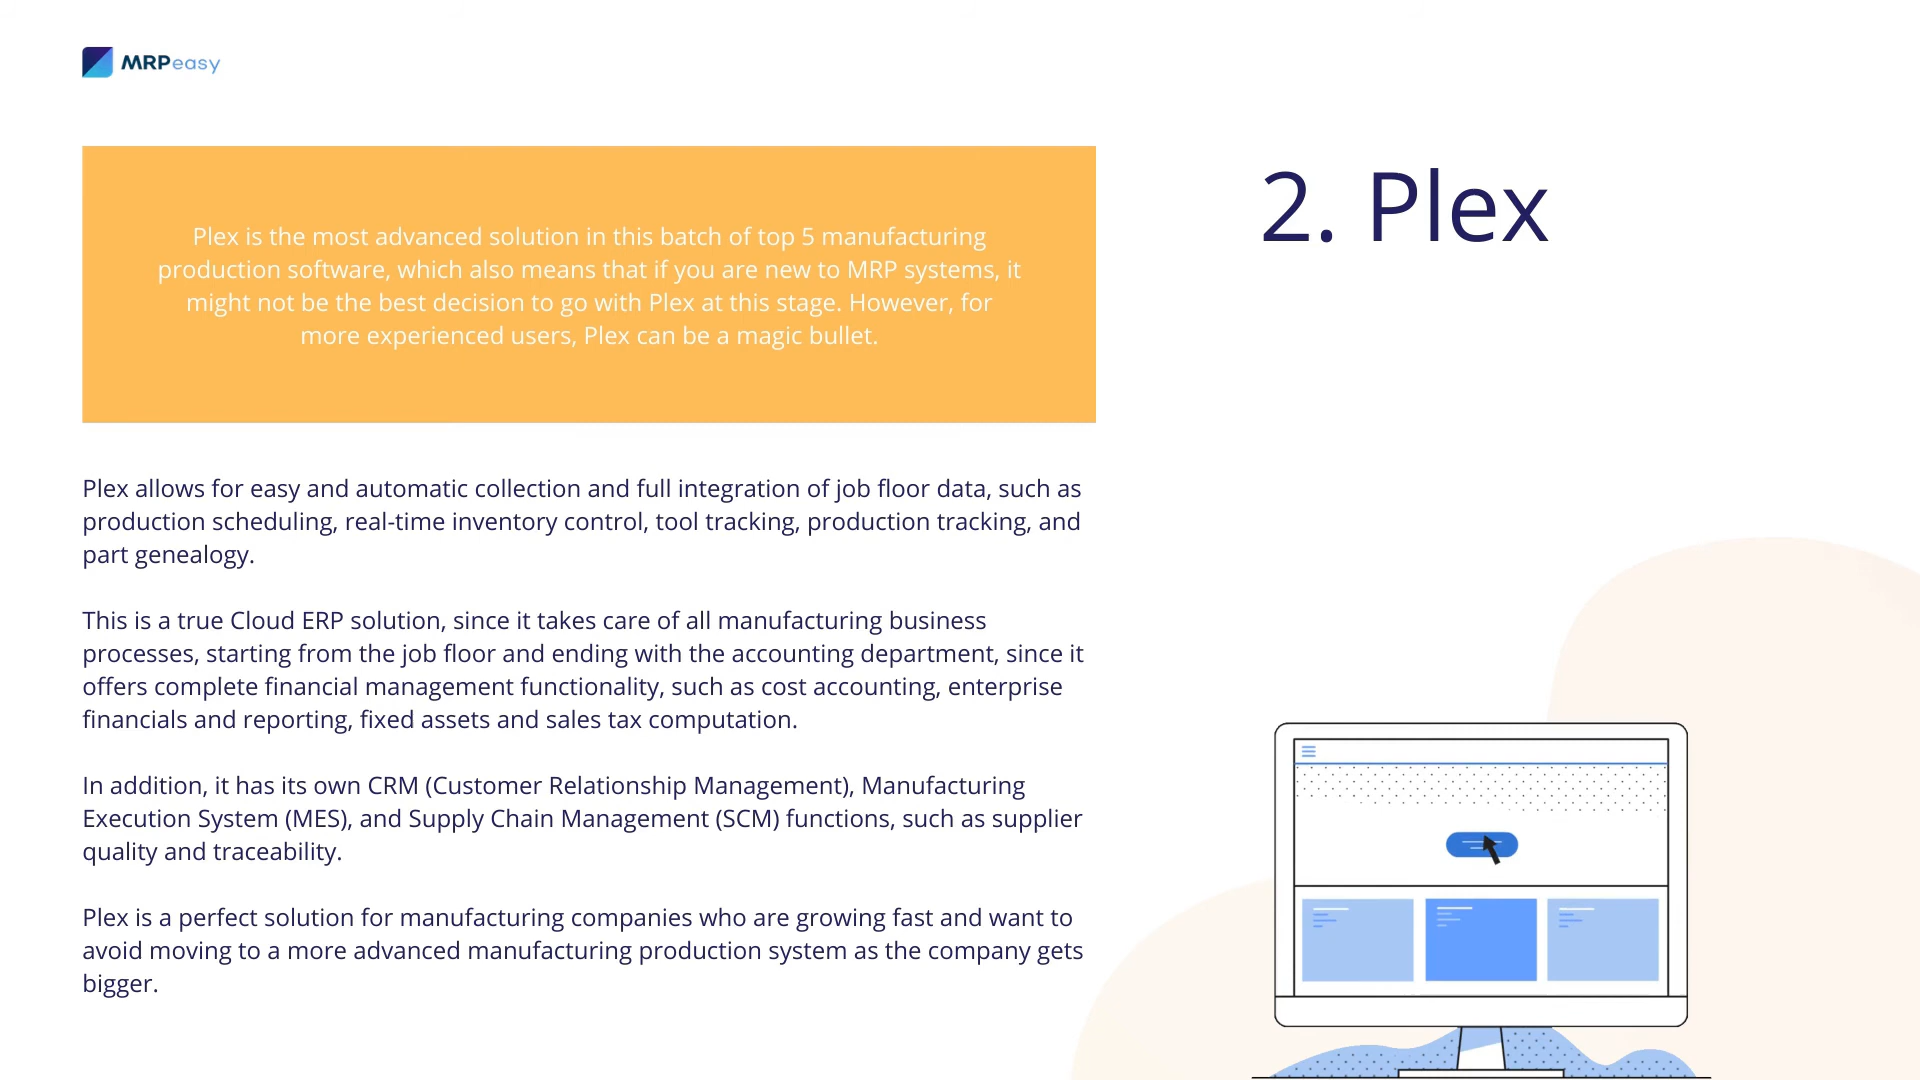 MRPeasy
2. Plex
Plex is the most advanced solution in this batch of top 5 manufacturing
production software, which also means that if you are new to MRP systems, it
might not be the best decision to go with Plex at this stage. However, for
more experienced users, Plex can be a magic bullet.
Plex allows for easy and automatic collection and full integration of job floor data, such as
production scheduling, real-time inventory control, tool tracking, production tracking, and
part genealogy.
This is a true Cloud ERP solution, since it takes care of all manufacturing business
processes, starting from the job floor and ending with the accounting department, since it
offers complete financial management functionality, such as cost accounting, enterprise
financials and reporting, fixed assets and sales tax computation.
In addition, it has its own CRM (Customer Relationship Management), Manufacturing
Execution System (MES), and Supply Chain Management (SCM) functions, such as supplier
quality and traceability.
Plex is a perfect solution for manufacturing companies who are growing fast and want to
avoid moving to a more advanced manufacturing production system as the company gets
bigger.